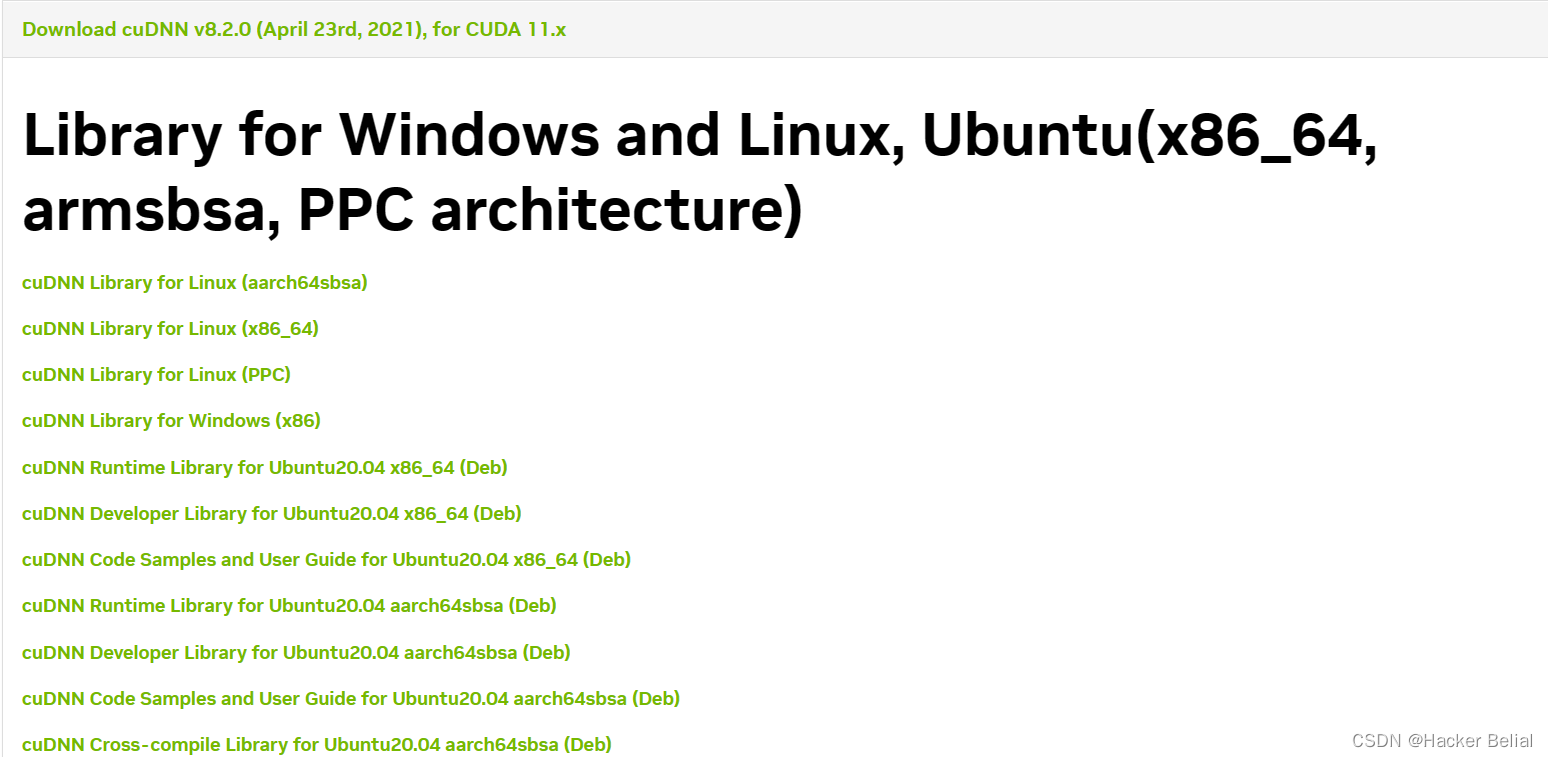 Download cuDNN v8.2.0 (April 23rd, 2021), for CUDA 11.x
Library for Windows and Linux, Ubuntu(x86_64,
armsbsa, PPC architecture)
cuDNN Library for Linux (aarch64sbsa)
cuDNN Library for Linux (x86_64)
cuDNN Library for Linux (PPC)
cuDNN Library for Windows (x86)
cuDNN Runtime Library for Ubuntu20.04 x86_64 (Deb)
cuDNN Developer Library for Ubuntu20.04 x86_64 (Deb)
cuDNN Code Samples and User Guide for Ubuntu20.04 x86_64 (Deb)
cuDNN Runtime Library for Ubuntu20.04 aarch64sbsa (Deb)
cuDNN Developer Library for Ubuntu20.04 aarch64sbsa (Deb)
cuDNN Code Samples and User Guide for Ubuntu20.04 aarch64sbsa (Deb)
cuDNN Cross-compile Library for Ubuntu20.04 aarch64sbsa (Deb)
CSDN @Hacker Belial